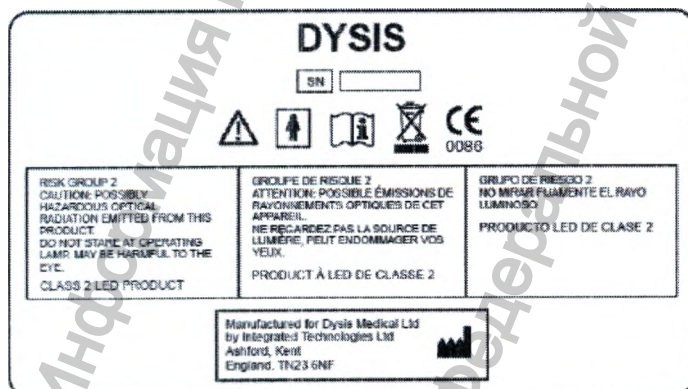 DYSIS
SN
CE
0086
RISK GROUP 2
CAUTION: POSSIBLY
HAZARDOUS OPTICAL
RADIATION EMITTED FROM THIS
PRODUCT.
DO NOT STARE AT OPERATING
LAMP. MAY BE HARMFUL TO THE
EYE.
CLASS 2 LED PRODUCT
GROUPE DE RISQUE 2
ATTENTION: POSSIBLE ÉMISSIONS DE
RAYONNEMENTS OPTIQUES DE CET
APPAREIL.
NE REGARDEZ PAS LA SOURCE DE
LUMIÈRE, PEUT ENDOMMAGER VOS
YEUX.
PRODUCT À LED DE CLASSE 2
GRUPO DE RIESGO 2
NO MIRAR FIJAMENTE EL RAYO
LUMINOSO
PRODUCTO LED DE CLASE 2
Manufactured for Dysis Medical Ltd
by Integrated Technologies Ltd
Ashford, Kent
England. TN23 6NF
Информация